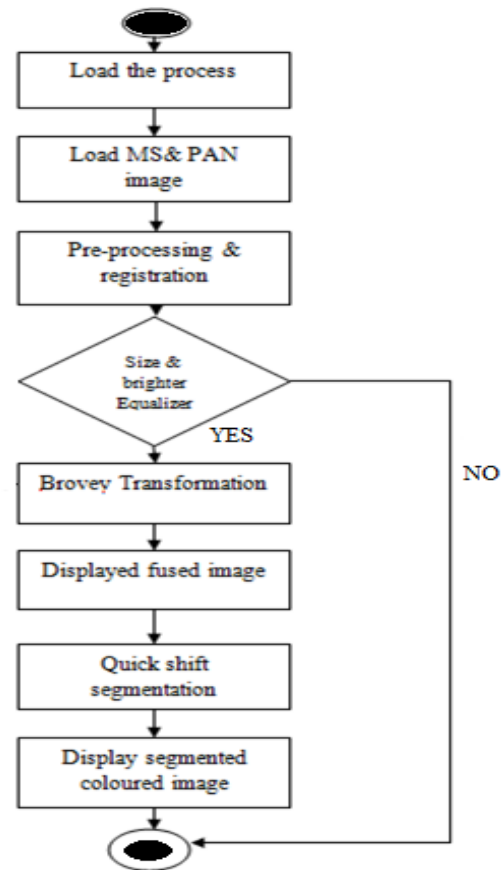 Load the process
Load MS& PAN
image
Pre-processing &
registration
Size &
brighter
Equalizer
YES
NO
Brovey Transformation
Displayed fused image
Quick shift
segmentation
Display segmented
coloured image